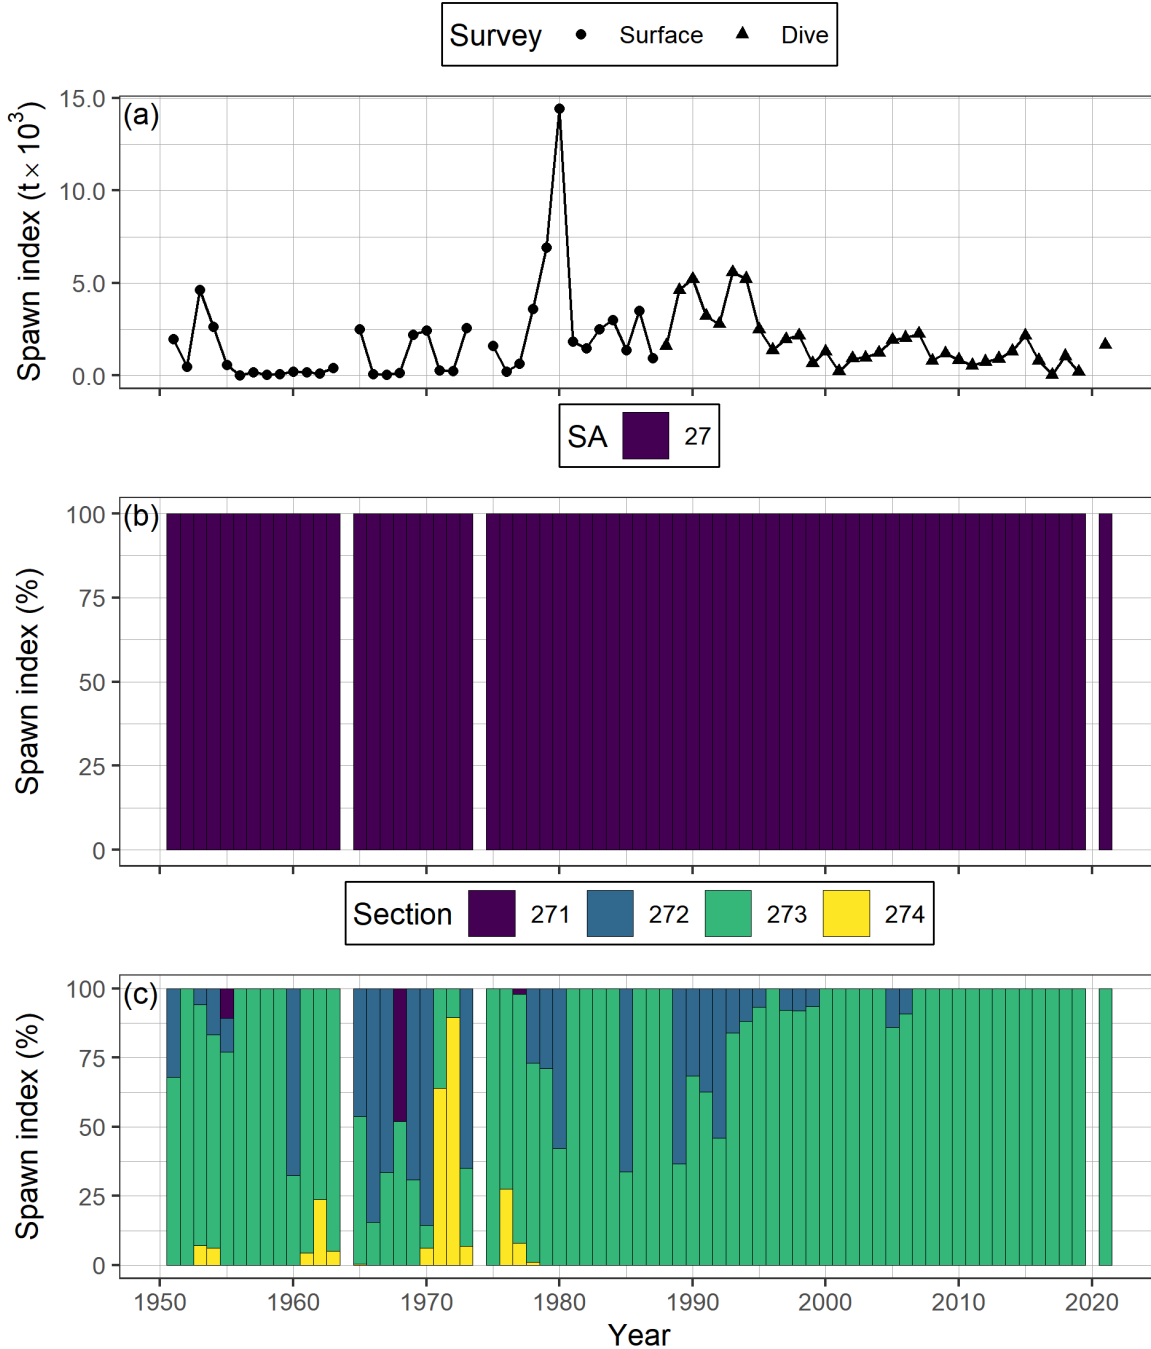 Survey Surface Dive
(a)
Spawn index (t × 10³)
15.0
10.0
5.0
0.0
SA 27
(b)
Spawn index (%)
100
75
50
25
0
Section 271 272 273 274
(c)
Spawn index (%)
100
75
50
25
0
1950 1960 1970 1980 1990 2000 2010 2020
Year